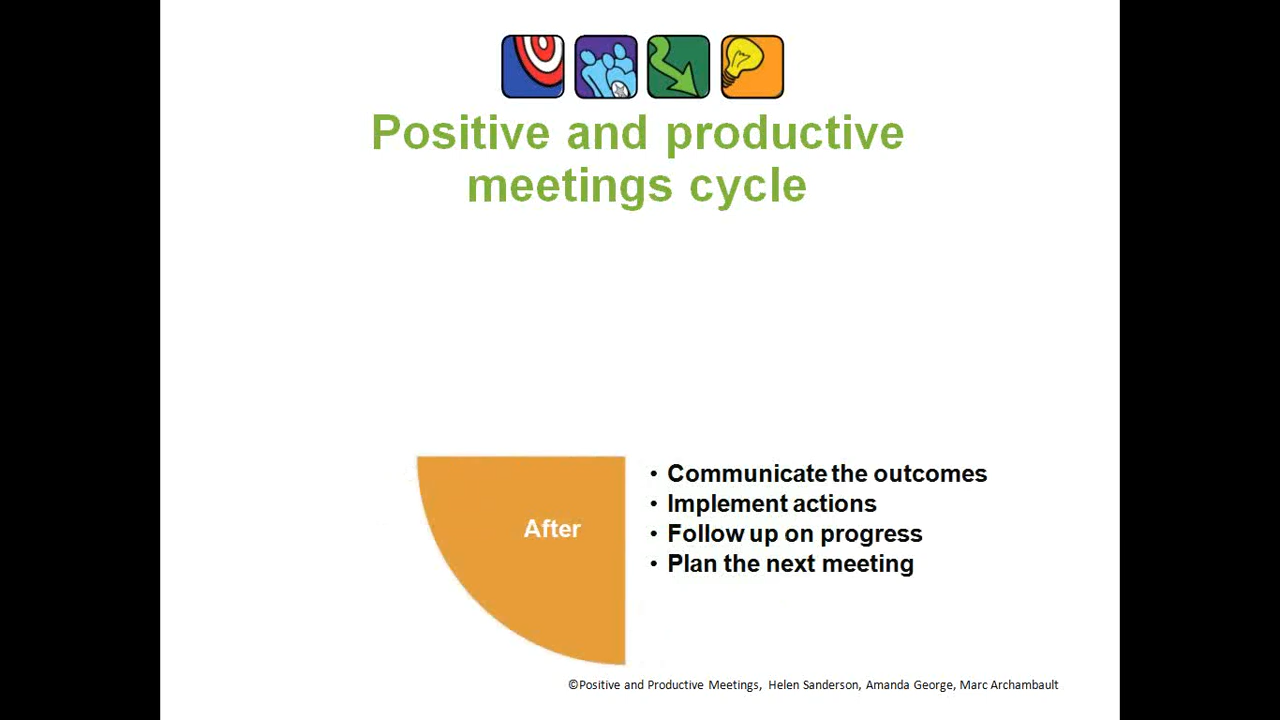 Positive and productive
meetings cycle
After
• Communicate the outcomes
• Implement actions
• Follow up on progress
• Plan the next meeting
©Positive and Productive Meetings, Helen Sanderson, Amanda George, Marc Archambault